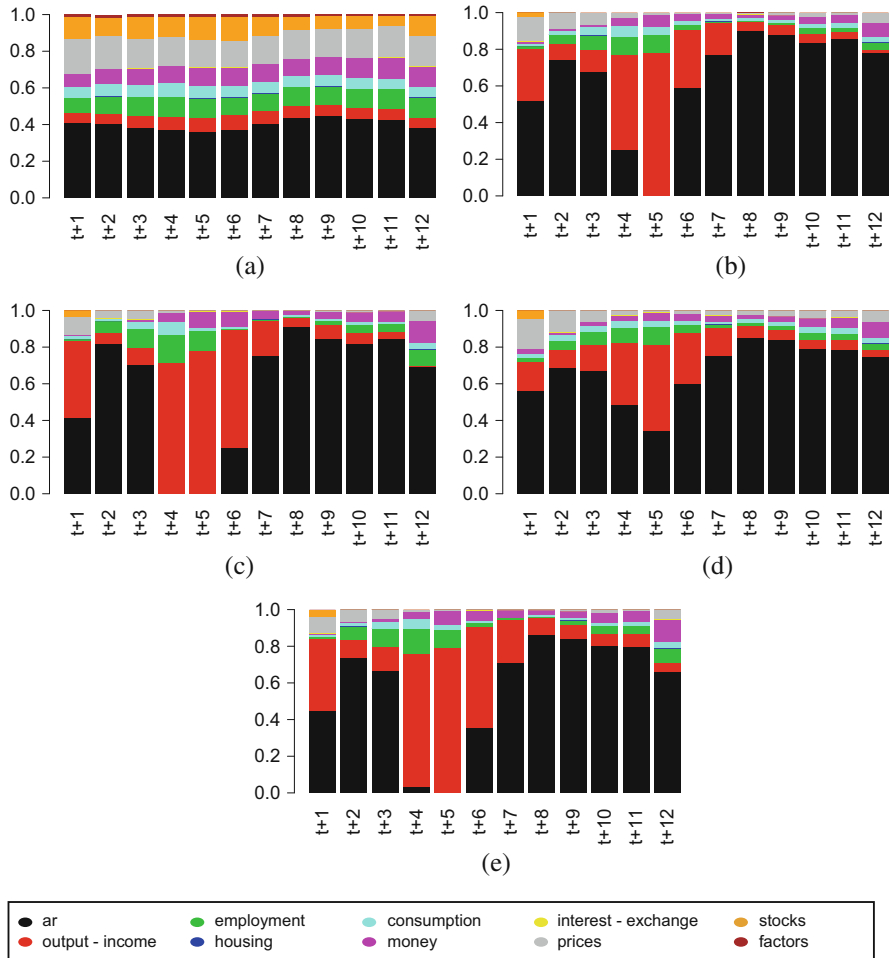 1.0
0.8
0.6
0.4
0.2
0.0
t+1 t+2 t+3 t+4 t+5 t+6 t+7 t+8 t+9 t+10 t+11 t+12
(a)
1.0
0.8
0.6
0.4
0.2
0.0
t+1 t+2 t+3 t+4 t+5 t+6 t+7 t+8 t+9 t+10 t+11 t+12
(b)
1.0
0.8
0.6
0.4
0.2
0.0
t+1 t+2 t+3 t+4 t+5 t+6 t+7 t+8 t+9 t+10 t+11 t+12
(c)
1.0
0.8
0.6
0.4
0.2
0.0
t+1 t+2 t+3 t+4 t+5 t+6 t+7 t+8 t+9 t+10 t+11 t+12
(d)
1.0
0.8
0.6
0.4
0.2
0.0
t+1 t+2 t+3 t+4 t+5 t+6 t+7 t+8 t+9 t+10 t+11 t+12
(e)
ar employment consumption interest - exchange stocks
output - income housing money prices factors